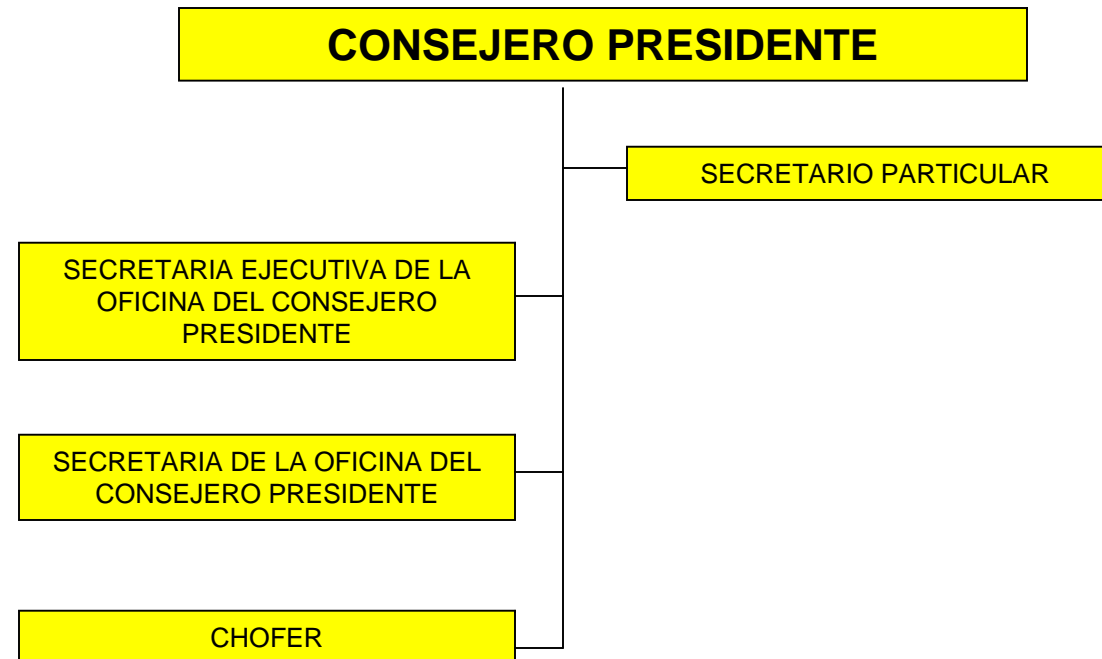 CONSEJERO PRESIDENTE
SECRETARIO PARTICULAR
SECRETARIA EJECUTIVA DE LA
OFICINA DEL CONSEJERO
PRESIDENTE
SECRETARIA DE LA OFICINA DEL
CONSEJERO PRESIDENTE
CHOFER